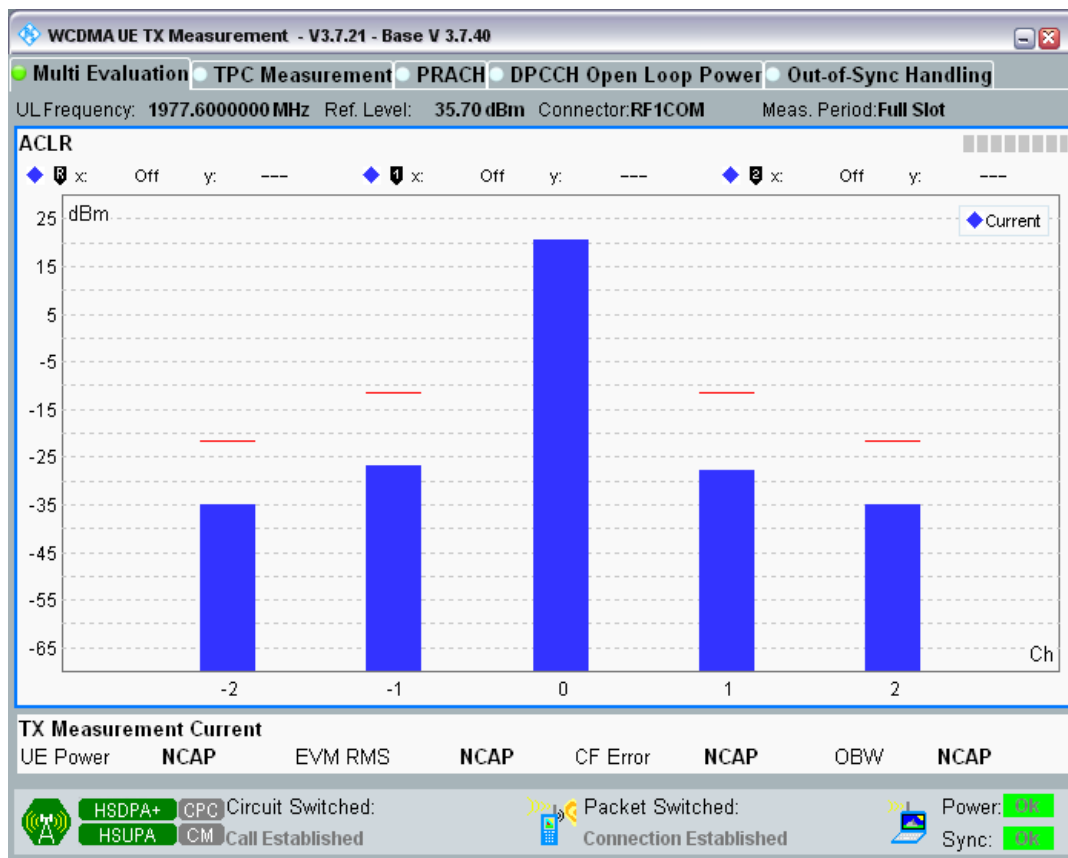 WCDMA UE TX Measurement - V3.7.21 - Base V 3.7.40
Multi Evaluation TPC Measurement PRACH DPCCH Open Loop Power Out-of-Sync Handling
UL Frequency: 1977.6000000 MHz Ref. Level: 35.70 dBm Connector:RF1COM Meas. Period:Full Slot
ACLR
R x: Off y: --- 1 x: Off y: --- 2 x: Off y: ---
dBm
Current
25
15
5
-5
-15
-25
-35
-45
-55
-65
Ch
-2 -1 0 1 2
TX Measurement Current
UE Power NCAP EVM RMS NCAP CF Error NCAP OBW NCAP
HSDPA+ CPC Circuit Switched: Packet Switched: Power: OK
HSUPA CM Call Established Connection Established Sync: OK